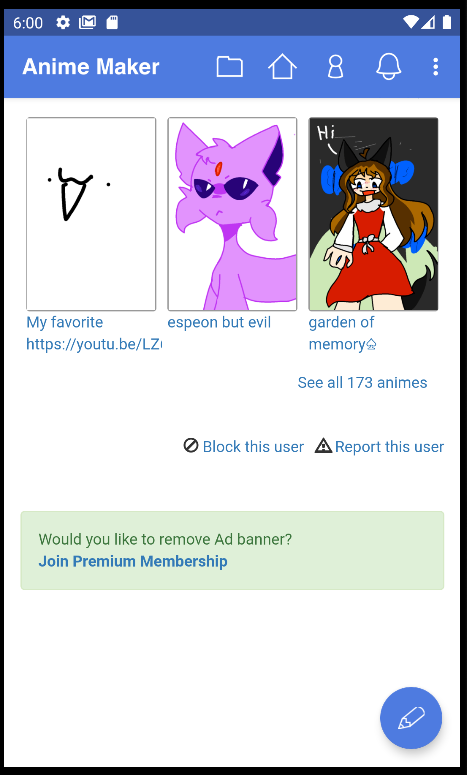 6:00
Anime Maker
Hi
My favorite
https://youtu.be/LZ
espeon but evil
garden of
memory
See all 173 animes
Block this user
Report this user
Would you like to remove Ad banner?
Join Premium Membership